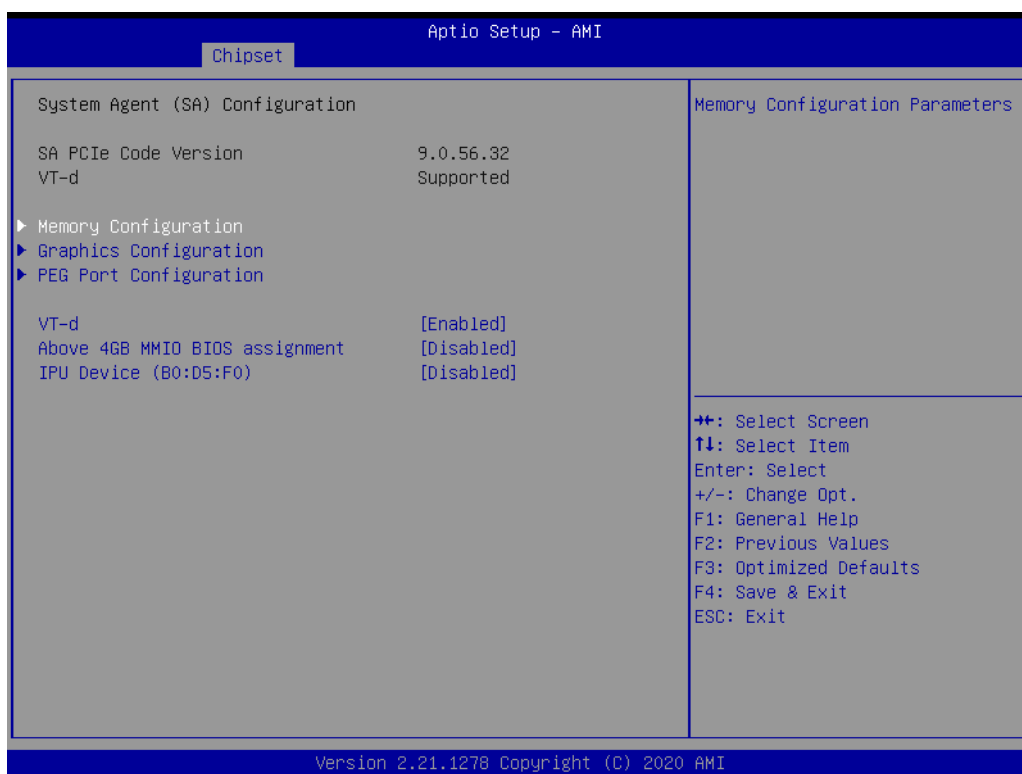 Aptio Setup – AMI
Chipset
System Agent (SA) Configuration
SA PCIe Code Version 9.0.56.32
VT-d Supported
▶ Memory Configuration
▶ Graphics Configuration
▶ PEG Port Configuration
VT-d [Enabled]
Above 4GB MMIO BIOS assignment [Disabled]
IPU Device (B0:D5:F0) [Disabled]
Memory Configuration Parameters
→←: Select Screen
↑↓: Select Item
Enter: Select
+/-: Change Opt.
F1: General Help
F2: Previous Values
F3: Optimized Defaults
F4: Save & Exit
ESC: Exit
Version 2.21.1278 Copyright (C) 2020 AMI